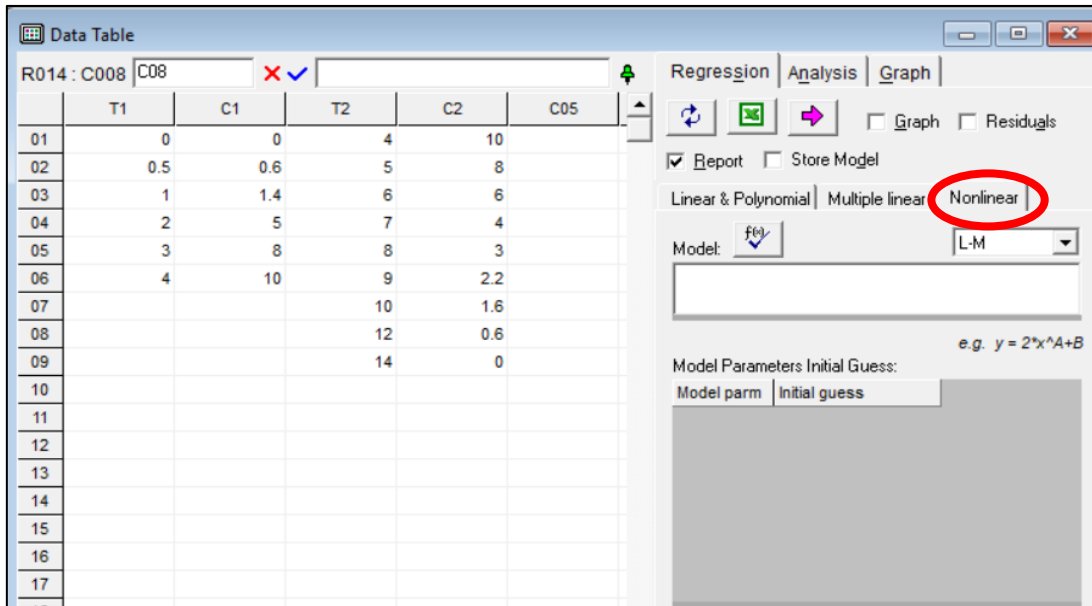 Data Table
R014 : C008 C08
T1 C1 T2 C2 C05
01 0 0 4 10
02 0.5 0.6 5 8
03 1 1.4 6 6
04 2 5 7 4
05 3 8 8 3
06 4 10 9 2.2
07 10 1.6
08 12 0.6
09 14 0
10
11
12
13
14
15
16
17
Regression Analysis Graph
Graph Residuals
Report Store Model
Linear & Polynomial Multiple linear Nonlinear
Model: f(x) L-M
e.g. y = 2*x^A+B
Model Parameters Initial Guess:
Model parm Initial guess